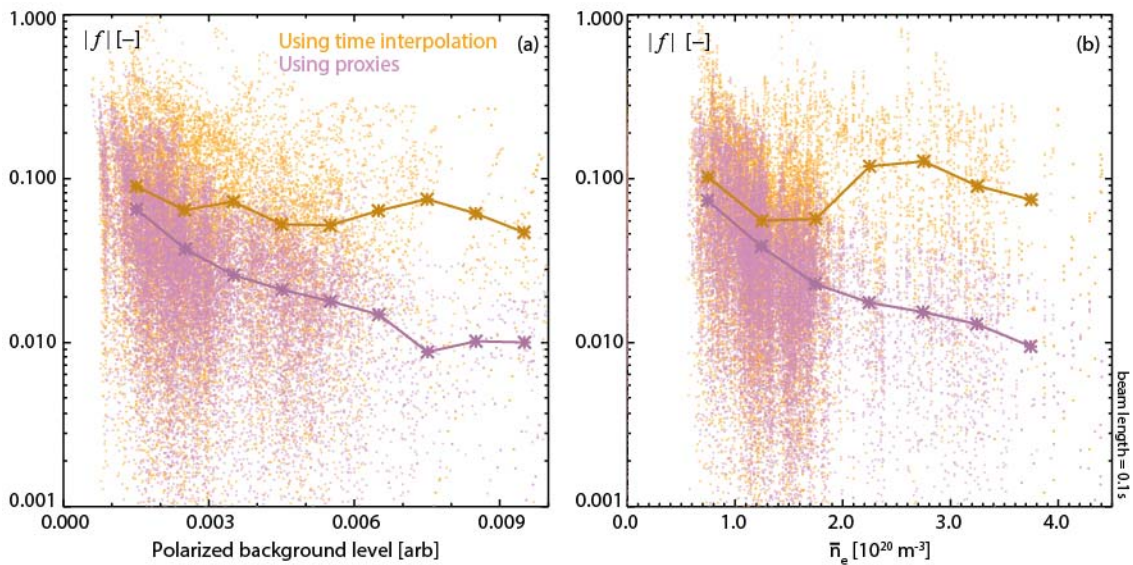 1.000
|f| [–]
Using time interpolation
Using proxies
(a)
0.100
0.010
0.001
0.000
0.003
0.006
0.009
Polarized background level [arb]
1.000
|f| [–]
(b)
0.100
0.010
0.001
0.0
1.0
2.0
3.0
4.0
n̅e [10²⁰ m⁻³]
beam length = 0.1s